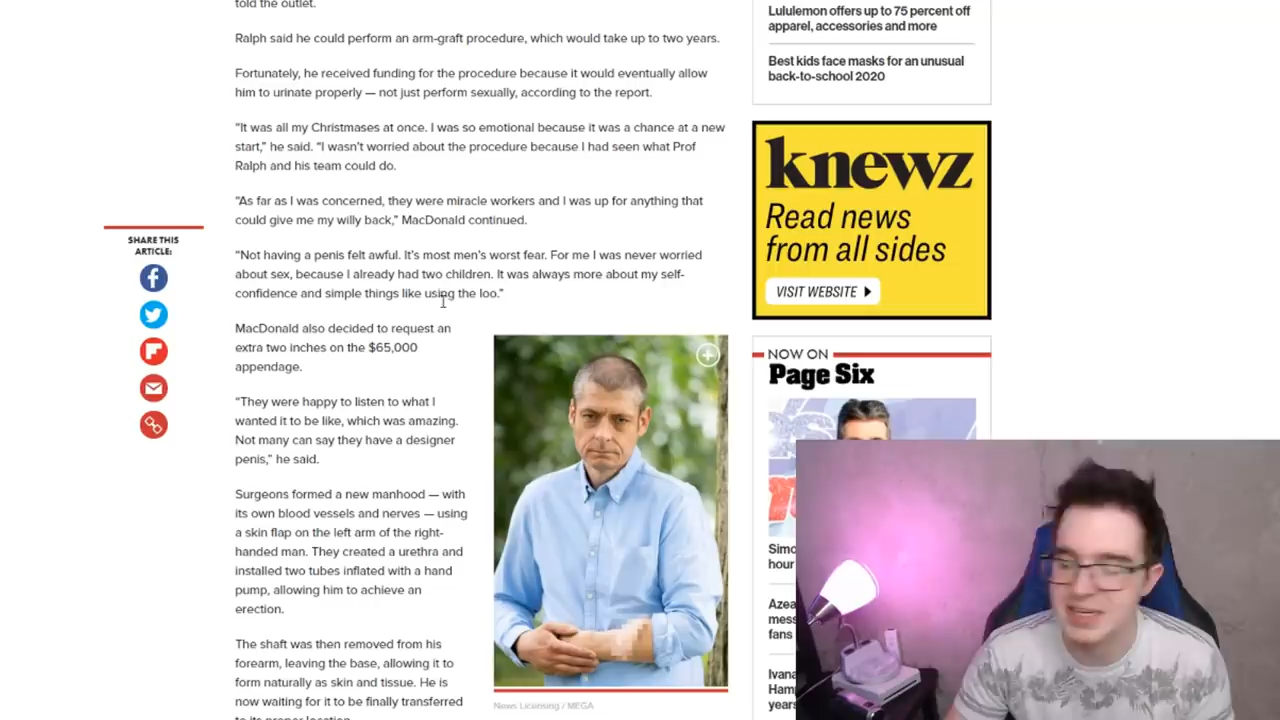 told the outlet.
Ralph said he could perform an arm-graft procedure, which would take up to two years.
Fortunately, he received funding for the procedure because it would eventually allow
him to urinate properly — not just perform sexually, according to the report.
"It was all my Christmases at once. I was so emotional because it was a chance at a new
start," he said. "I wasn't worried about the procedure because I had seen what Prof
Ralph and his team could do.
"As far as I was concerned, they were miracle workers and I was up for anything that
could give me my willy back," MacDonald continued.
"Not having a penis felt awful. It's most men's worst fear. For me I was never worried
about sex, because I already had two children. It was always more about my self-
confidence and simple things like using the loo."
MacDonald also decided to request an
extra two inches on the $65,000
appendage.
"They were happy to listen to what I
wanted it to be like, which was amazing.
Not many can say they have a designer
penis," he said.
Surgeons formed a new manhood — with
its own blood vessels and nerves — using
a skin flap on the left arm of the right-
handed man. They created a urethra and
installed two tubes inflated with a hand
pump, allowing him to achieve an
erection.
The shaft was then removed from his
forearm, leaving the base, allowing it to
form naturally as skin and tissue. He is
now waiting for it to be finally transferred
to its proper location.
SHARE THIS
ARTICLE:
News Licensing / MEGA
Lululemon offers up to 75 percent off
apparel, accessories and more
Best kids face masks for an unusual
back-to-school 2020
knewz
Read news
from all sides
VISIT WEBSITE
NOW ON
Page Six
Simo
hour
Azea
mess
fans
Ivana
Ham
years